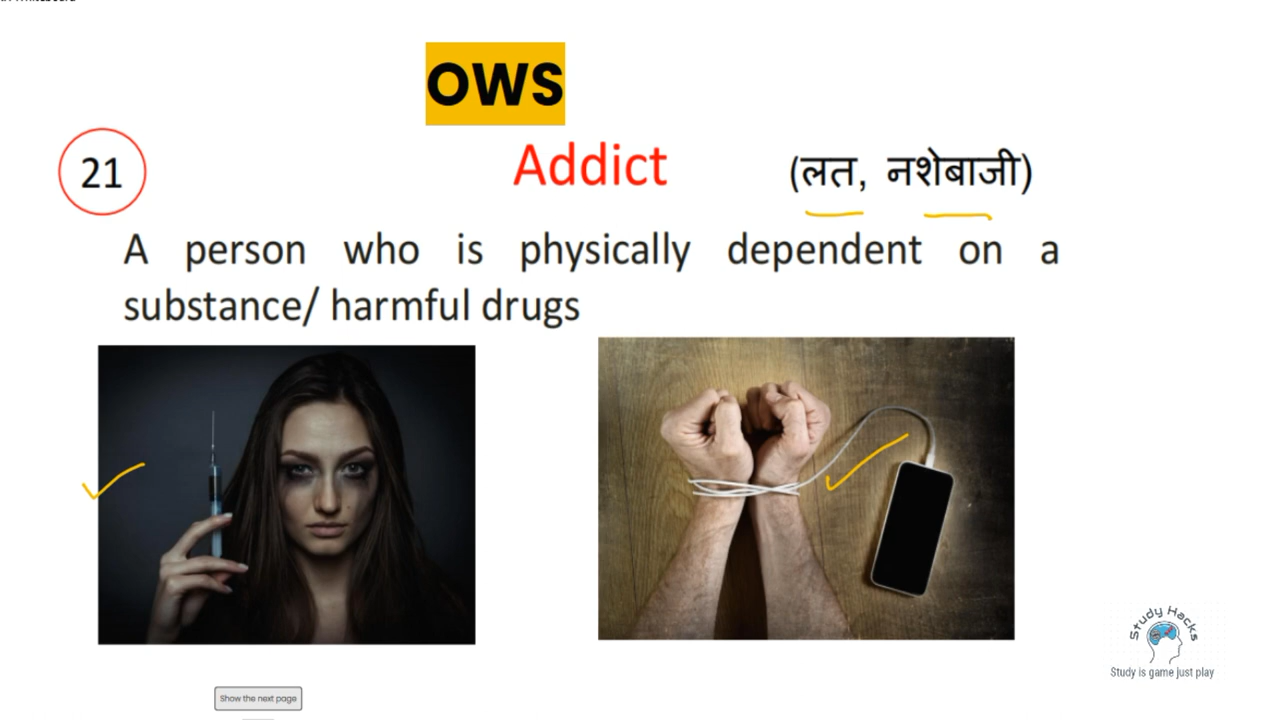 OWS
21
Addict (लत, नशेबाजी)
A person who is physically dependent on a
substance/ harmful drugs
Study Hacks
Study is game just play
Show the next page